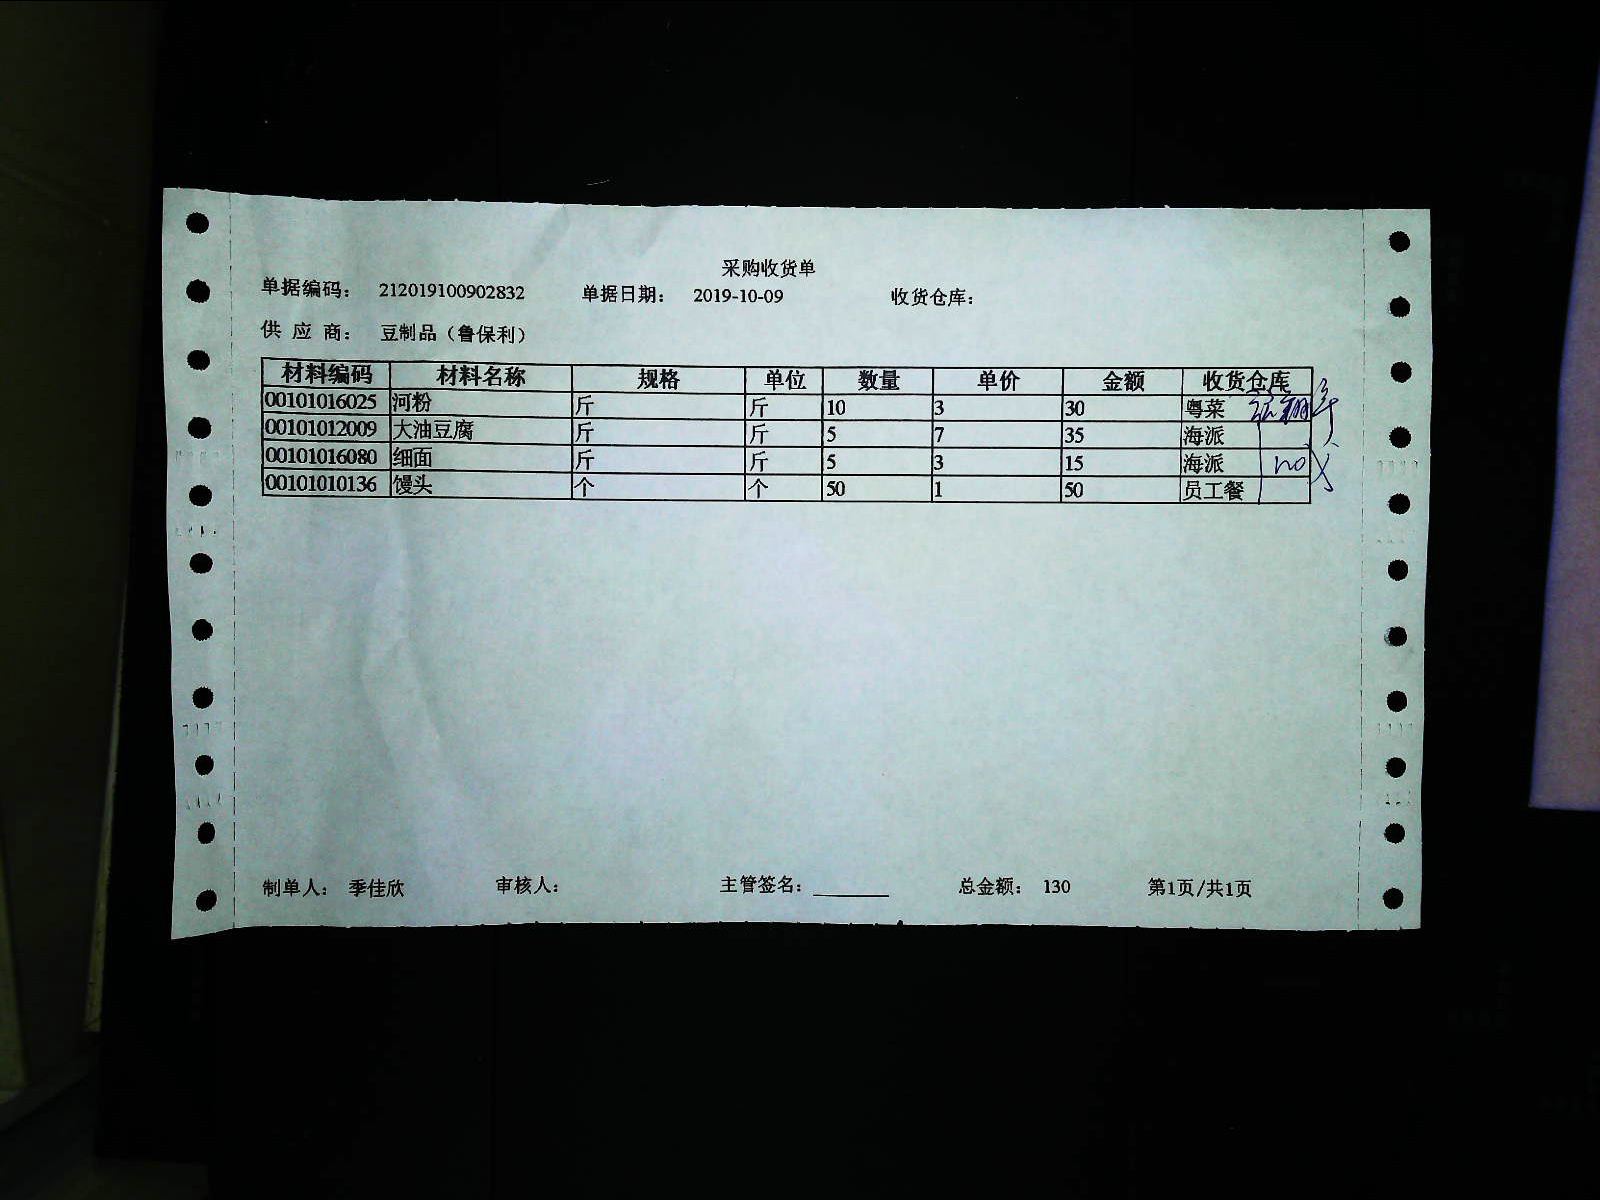 采购收货单
单据编码： 212019100902832 单据日期： 2019-10-09 收货仓库：
供 应 商： 豆制品（鲁保利）
材料编码 材料名称 规格 单位 数量 单价 金额 收货仓库
00101016025 河粉 斤 斤 10 3 30 粤菜
00101012009 大油豆腐 斤 斤 5 7 35 海派
00101016080 细面 斤 斤 5 3 15 海派
00101010136 馒头 个 个 50 1 50 员工餐
制单人： 季佳欣 审核人： 主管签名： 总金额： 130 第1页/共1页